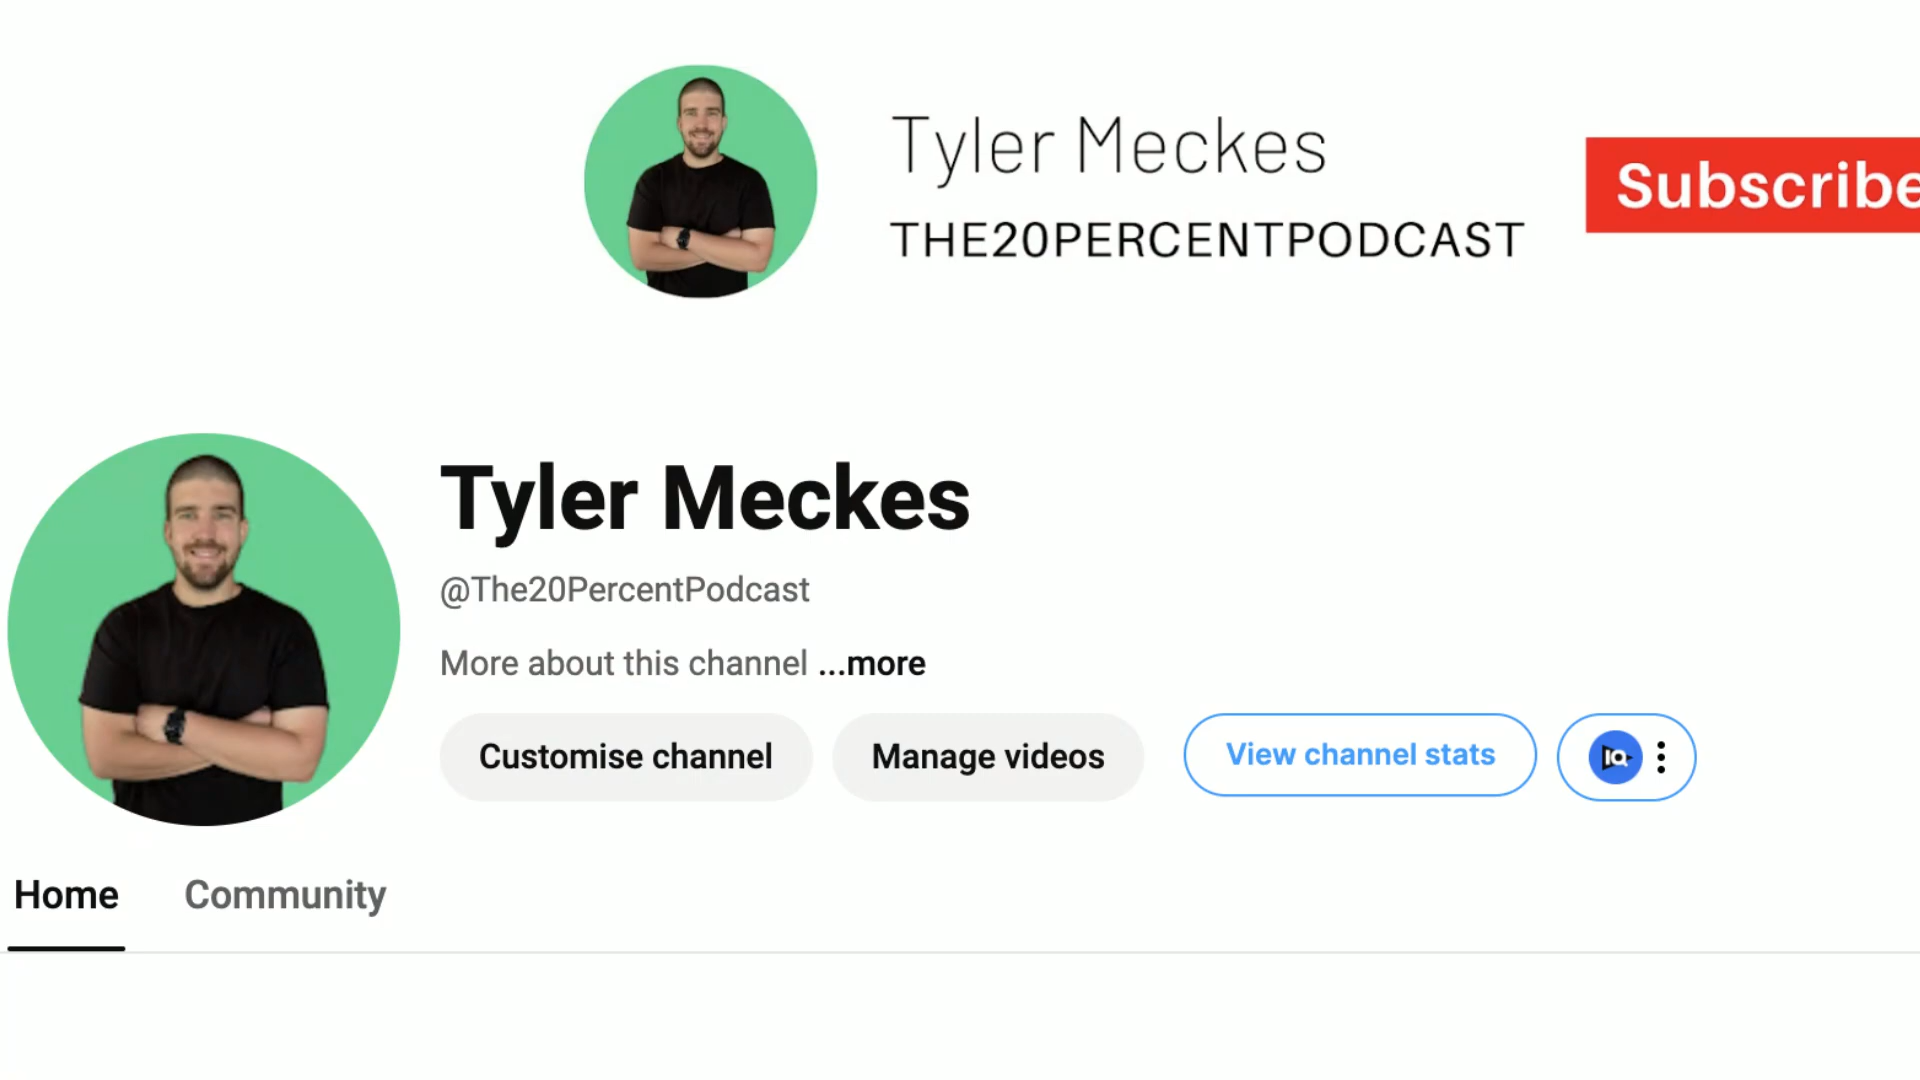 Tyler Meckes
THE20PERCENTPODCAST
Subscribe
Tyler Meckes
@The20PercentPodcast
More about this channel ...more
Customise channel
Manage videos
View channel stats
IQ
Home
Community